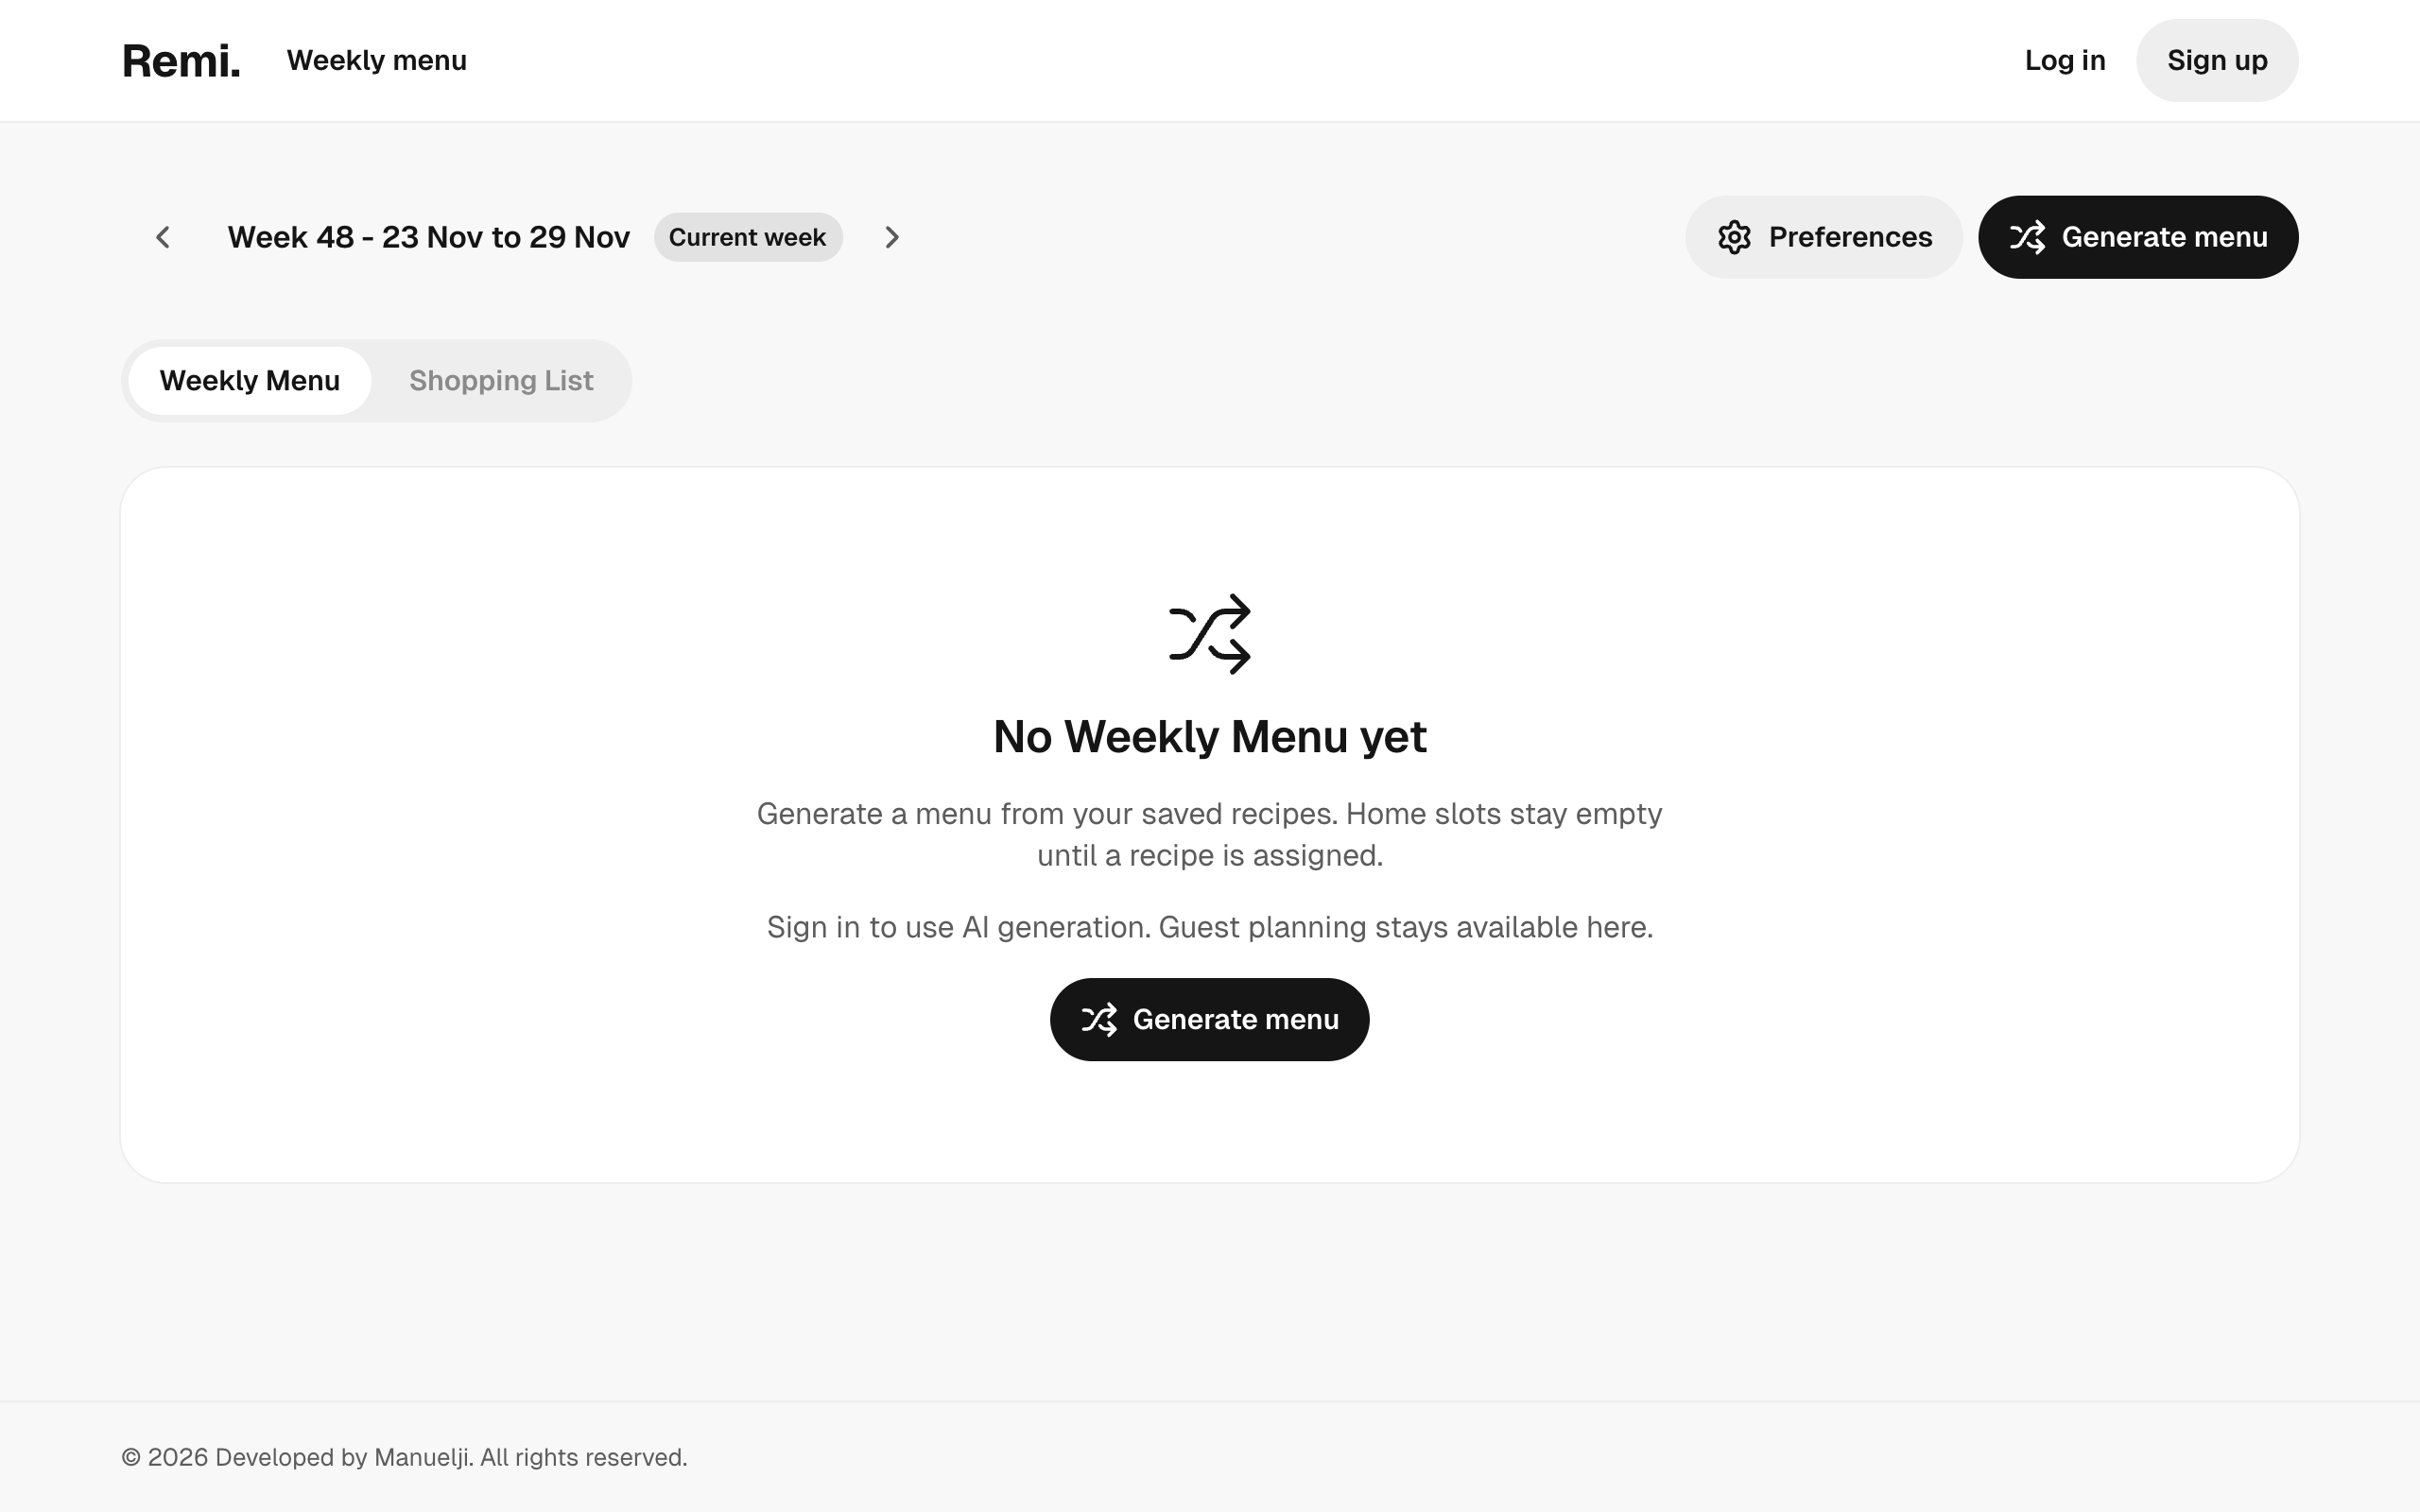 Remi.
Weekly menu
Log in
Sign up
Week 48 - 23 Nov to 29 Nov
Current week
Preferences
Generate menu
Weekly Menu
Shopping List
No Weekly Menu yet
Generate a menu from your saved recipes. Home slots stay empty
until a recipe is assigned.
Sign in to use AI generation. Guest planning stays available here.
Generate menu
© 2026 Developed by Manuelji. All rights reserved.